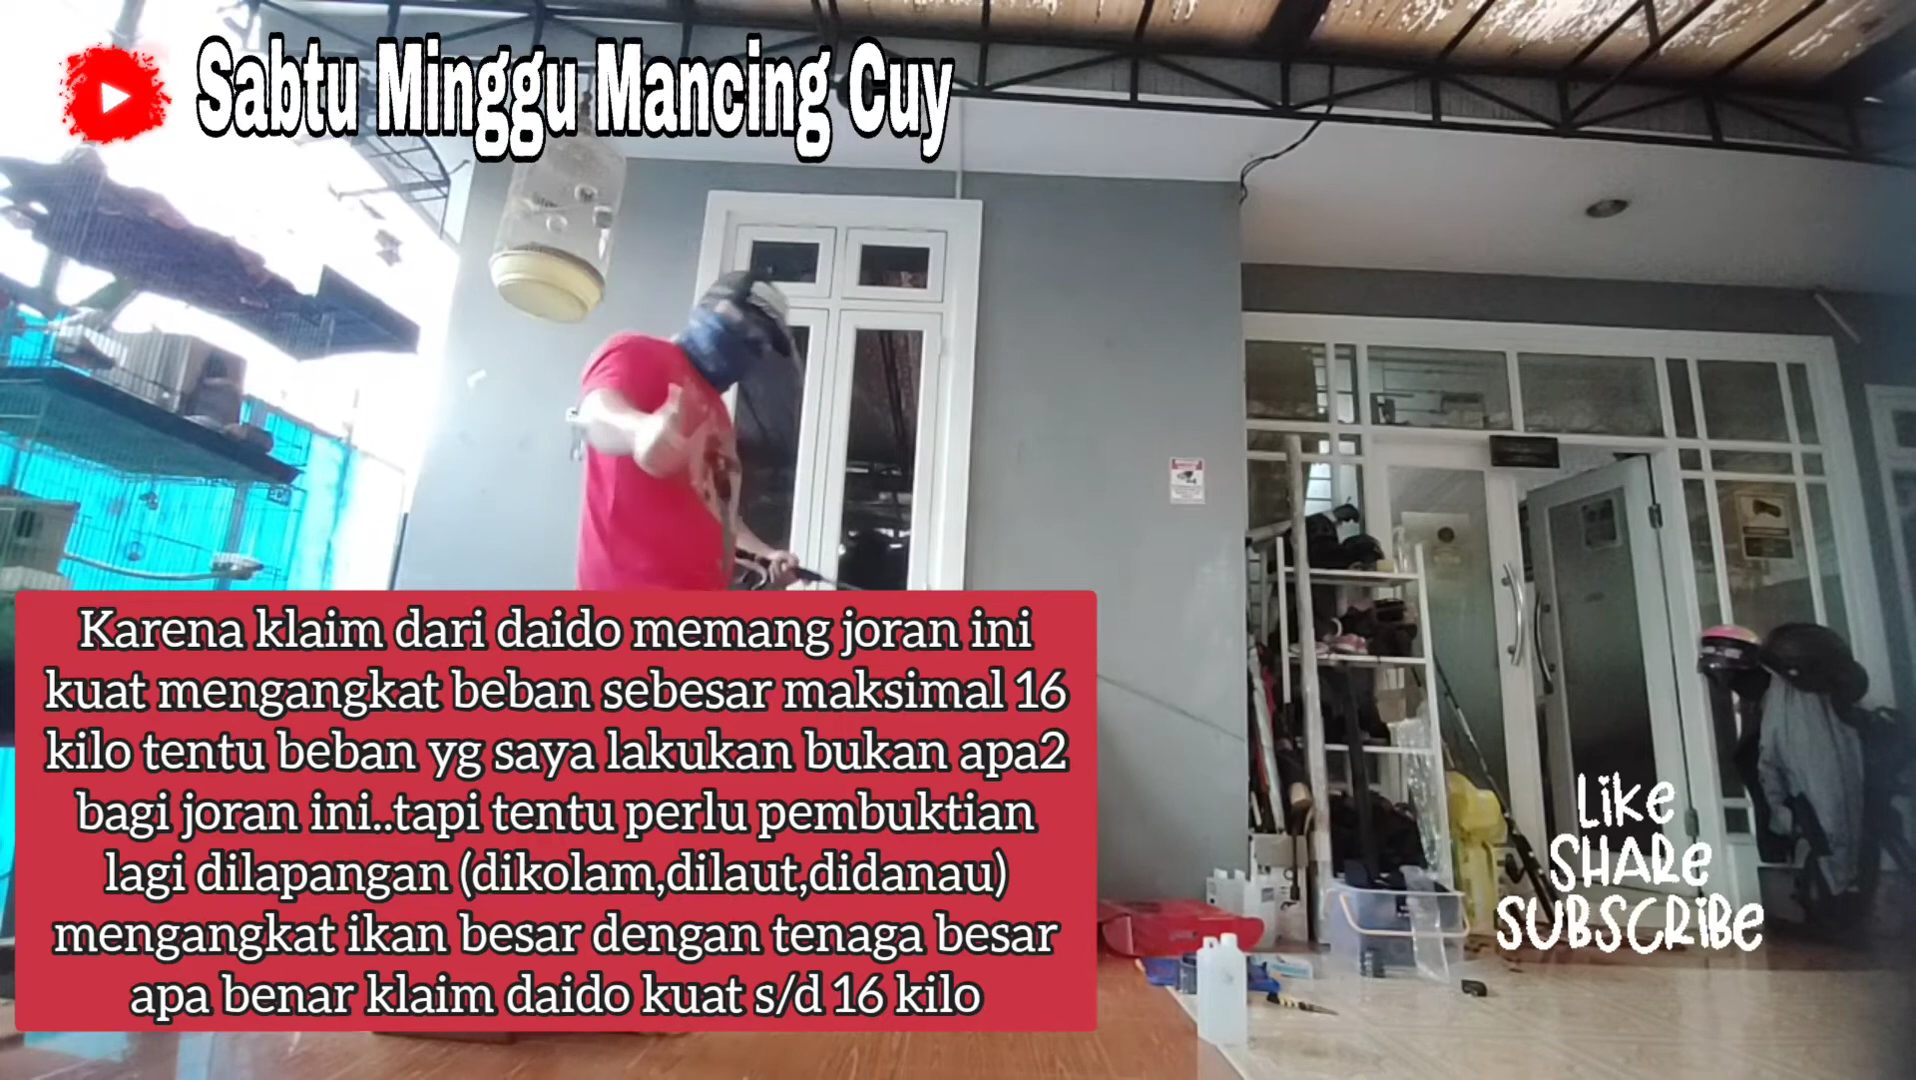 Sabtu Minggu Mancing Cuy
Karena klaim dari daido memang joran ini
kuat mengangkat beban sebesar maksimal 16
kilo tentu beban yg saya lakukan bukan apa2
bagi joran ini..tapi tentu perlu pembuktian
lagi dilapangan (dikolam,dilaut,didanau)
mengangkat ikan besar dengan tenaga besar
apa benar klaim daido kuat s/d 16 kilo
LiKe
SHARe
SUBSCRiBe